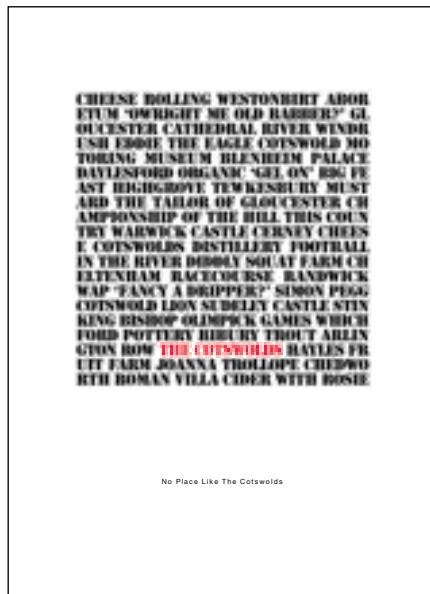 CHEESE ROLLING WESTONBIRT ABOR
ETUM "OWRIGHT ME OLD BABBER?" GL
OUCESTER CATHEDRAL RIVER WINDR
USH EDDIE THE EAGLE COTSWOLD MO
TORING MUSEUM BLENHEIM PALACE
DAYLESFORD ORGANIC "GEL ON" BIG FE
AST HIGHGROVE TEWKESBURY MUST
ARD THE TAILOR OF GLOUCESTER CH
AMPIONSHIP OF THE HILL THIS COUN
TRY WARWICK CASTLE CERNEY CHEES
E COTSWOLDS DISTILLERY FOOTBALL
IN THE RIVER DIDDLY SQUAT FARM CH
ELTENHAM RACECOURSE RANDWICK
WAP "FANCY A DRIPPER?" SIMON PEGG
COTSWOLD LION SUDELEY CASTLE STIN
KING BISHOP OLIMPICK GAMES WHICH
FORD POTTERY BIBURY TROUT ARLIN
GTON ROW THE COTSWOLDS HAYLES FR
UIT FARM JOANNA TROLLOPE CHEDWO
RTH ROMAN VILLA CIDER WITH ROSIE
No Place Like The Cotswolds